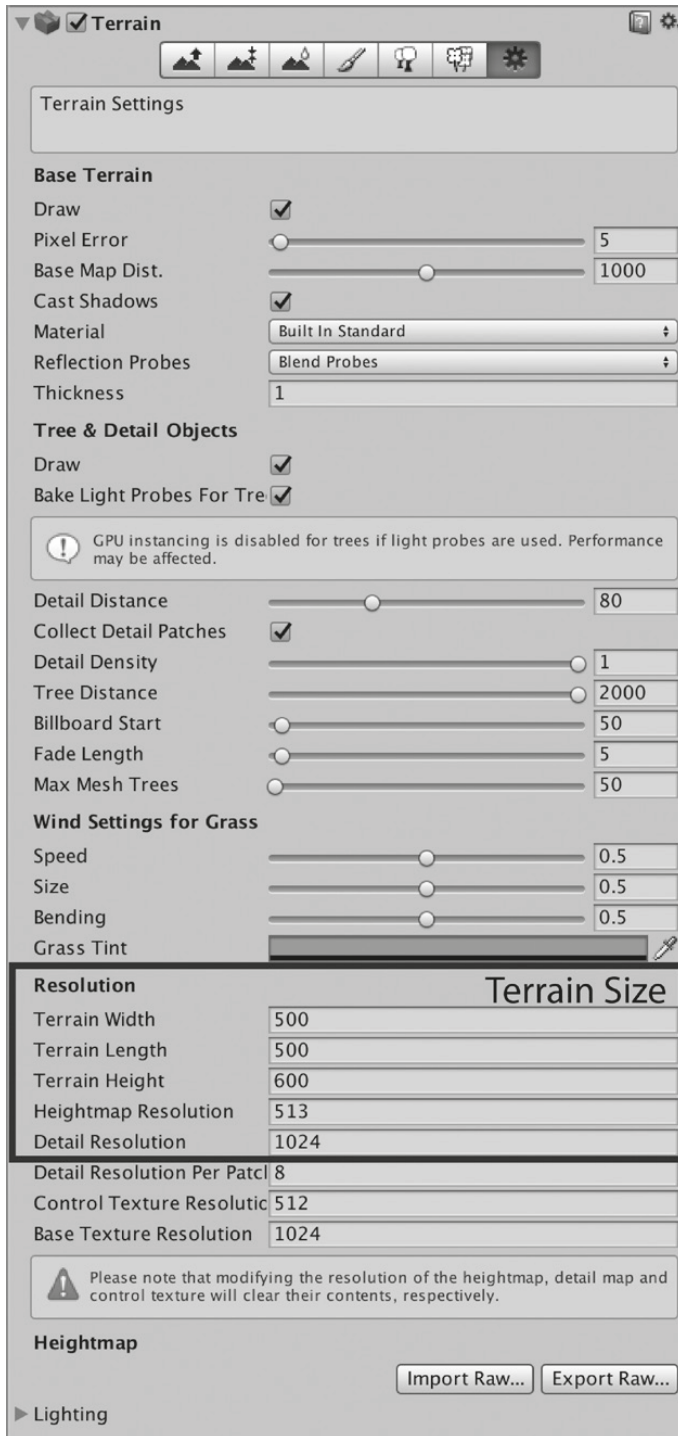 Terrain
Terrain Settings
Base Terrain
Draw
Pixel Error 5
Base Map Dist. 1000
Cast Shadows
Material Built In Standard
Reflection Probes Blend Probes
Thickness 1
Tree & Detail Objects
Draw
Bake Light Probes For Tre
GPU instancing is disabled for trees if light probes are used. Performance
may be affected.
Detail Distance 80
Collect Detail Patches
Detail Density 1
Tree Distance 2000
Billboard Start 50
Fade Length 5
Max Mesh Trees 50
Wind Settings for Grass
Speed 0.5
Size 0.5
Bending 0.5
Grass Tint
Resolution Terrain Size
Terrain Width 500
Terrain Length 500
Terrain Height 600
Heightmap Resolution 513
Detail Resolution 1024
Detail Resolution Per Patcl 8
Control Texture Resolutic 512
Base Texture Resolution 1024
Please note that modifying the resolution of the heightmap, detail map and
control texture will clear their contents, respectively.
Heightmap
Import Raw... Export Raw...
Lighting